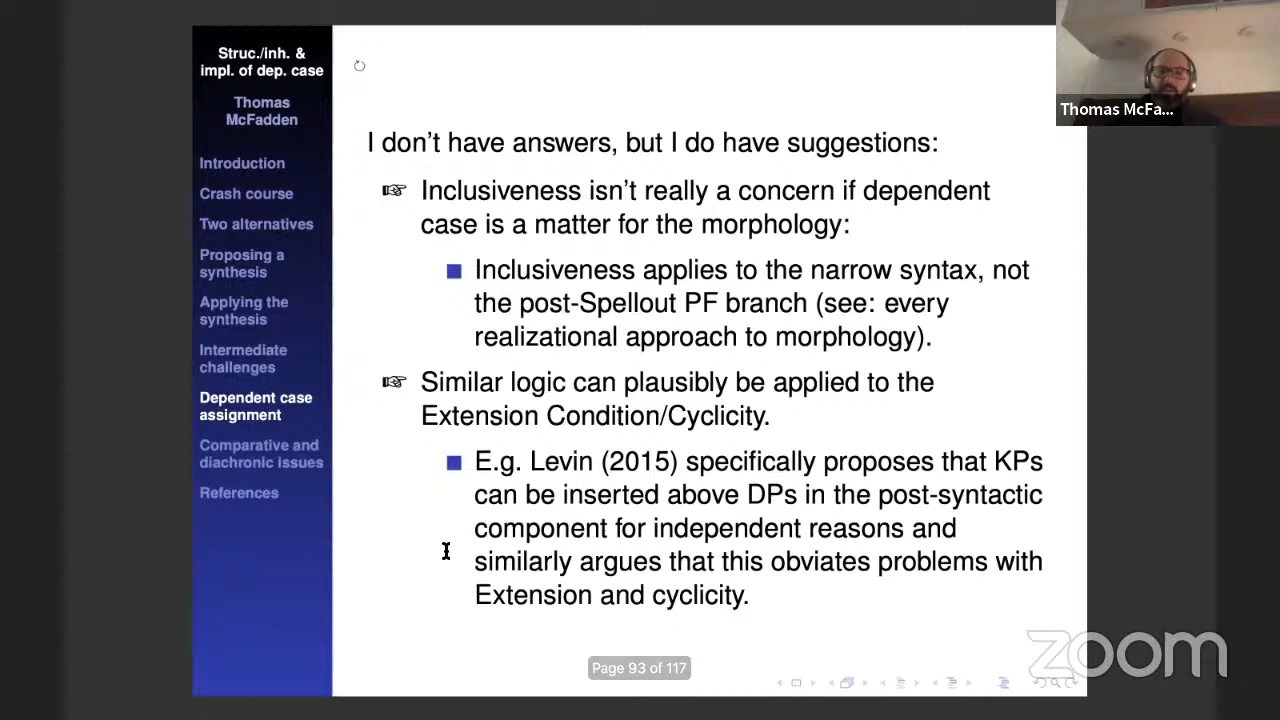 Struc./inh. &
impl. of dep. case
Thomas
McFadden
Introduction
Crash course
Two alternatives
Proposing a
synthesis
Applying the
synthesis
Intermediate
challenges
Dependent case
assignment
Comparative and
diachronic issues
References
I don't have answers, but I do have suggestions:
Inclusiveness isn't really a concern if dependent
case is a matter for the morphology:
Inclusiveness applies to the narrow syntax, not
the post-Spellout PF branch (see: every
realizational approach to morphology).
Similar logic can plausibly be applied to the
Extension Condition/Cyclicity.
E.g. Levin (2015) specifically proposes that KPs
can be inserted above DPs in the post-syntactic
component for independent reasons and
similarly argues that this obviates problems with
Extension and cyclicity.
Page 93 of 117
Thomas McFa...
zoom